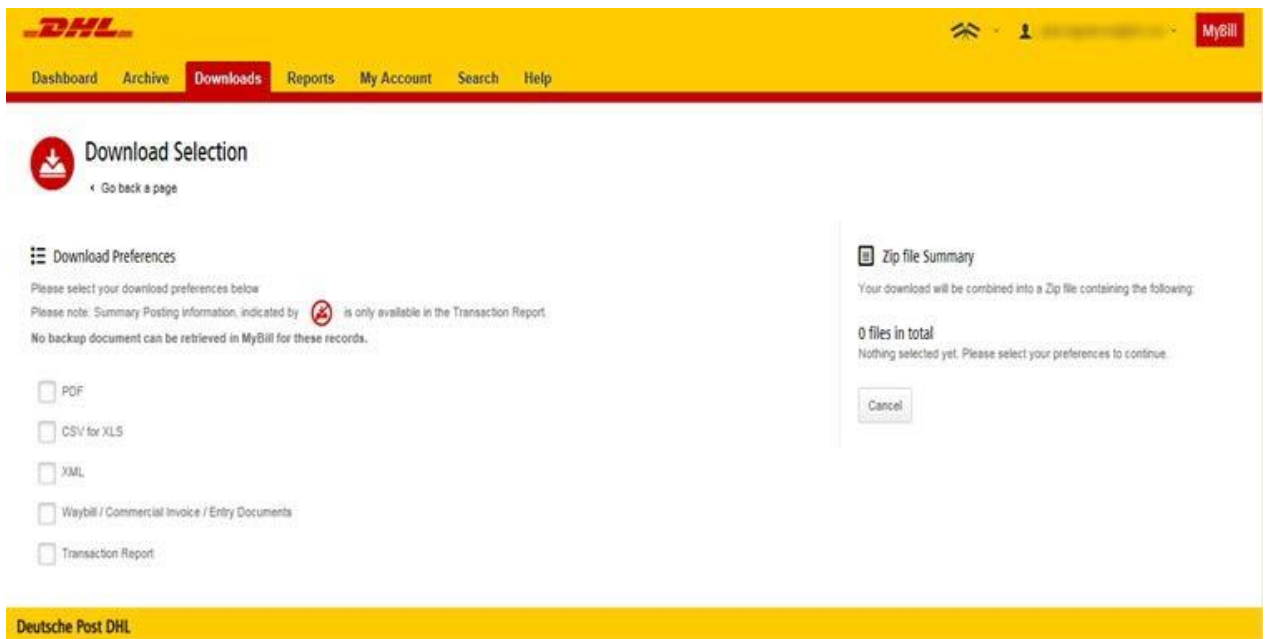 DHL
MyBill
Dashboard Archive Downloads Reports My Account Search Help
Download Selection
‹ Go back a page
Download Preferences
Please select your download preferences below
Please note: Summary Posting information, indicated by is only available in the Transaction Report.
No backup document can be retrieved in MyBill for these records.
PDF
CSV for XLS
XML
Waybill / Commercial Invoice / Entry Documents
Transaction Report
Zip file Summary
Your download will be combined into a Zip file containing the following:
0 files in total
Nothing selected yet. Please select your preferences to continue.
Cancel
Deutsche Post DHL